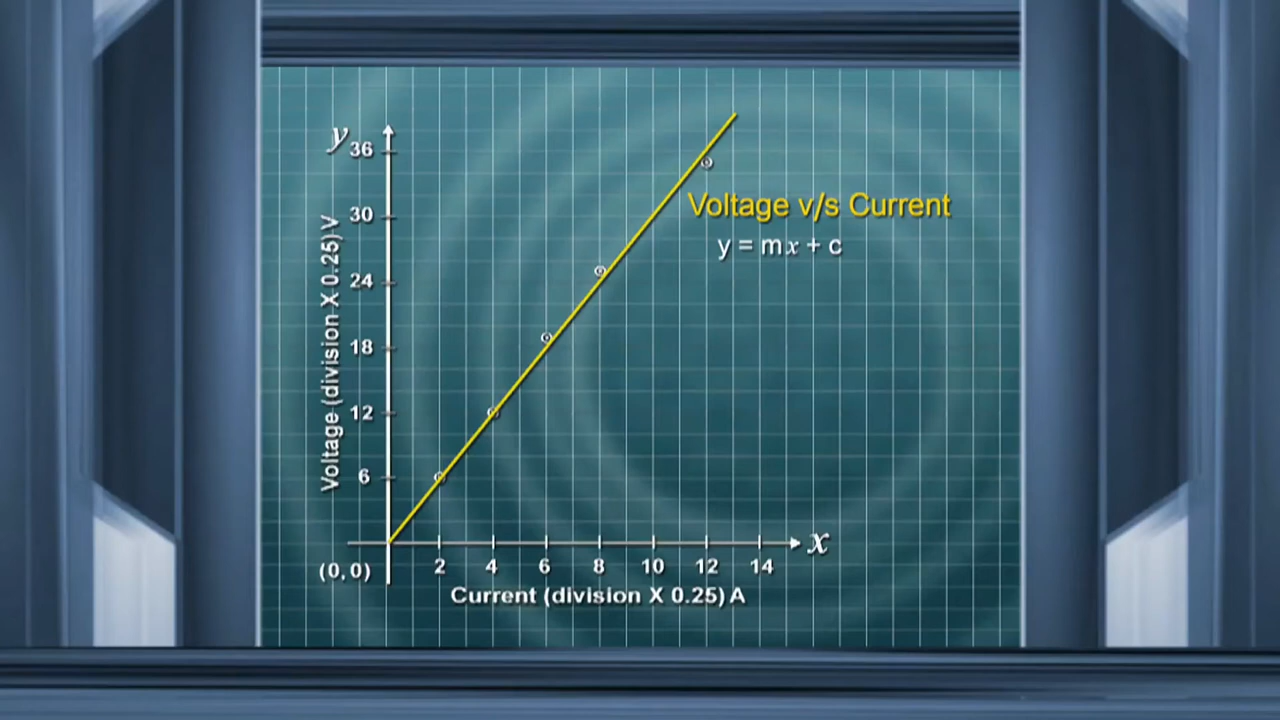 y
36
30
24
18
12
6
Voltage (division X 0.25) V
Voltage v/s Current
y = mx + c
x
(0, 0)
2 4 6 8 10 12 14
Current (division X 0.25) A